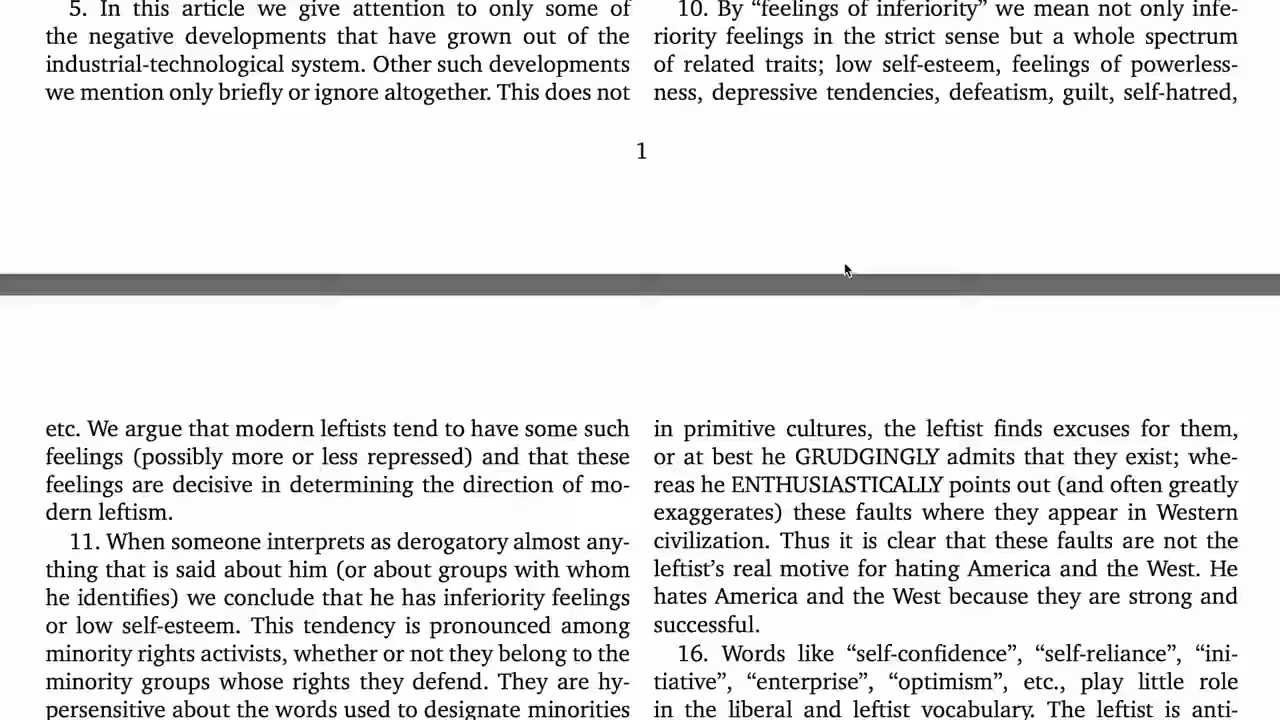 5. In this article we give attention to only some of
the negative developments that have grown out of the
industrial-technological system. Other such developments
we mention only briefly or ignore altogether. This does not
10. By “feelings of inferiority” we mean not only infe-
riority feelings in the strict sense but a whole spectrum
of related traits; low self-esteem, feelings of powerless-
ness, depressive tendencies, defeatism, guilt, self-hatred,
1
etc. We argue that modern leftists tend to have some such
feelings (possibly more or less repressed) and that these
feelings are decisive in determining the direction of mo-
dern leftism.
11. When someone interprets as derogatory almost any-
thing that is said about him (or about groups with whom
he identifies) we conclude that he has inferiority feelings
or low self-esteem. This tendency is pronounced among
minority rights activists, whether or not they belong to the
minority groups whose rights they defend. They are hy-
persensitive about the words used to designate minorities
in primitive cultures, the leftist finds excuses for them,
or at best he GRUDGINGLY admits that they exist; whe-
reas he ENTHUSIASTICALLY points out (and often greatly
exaggerates) these faults where they appear in Western
civilization. Thus it is clear that these faults are not the
leftist’s real motive for hating America and the West. He
hates America and the West because they are strong and
successful.
16. Words like “self-confidence”, “self-reliance”, “ini-
tiative”, “enterprise”, “optimism”, etc., play little role
in the liberal and leftist vocabulary. The leftist is anti-